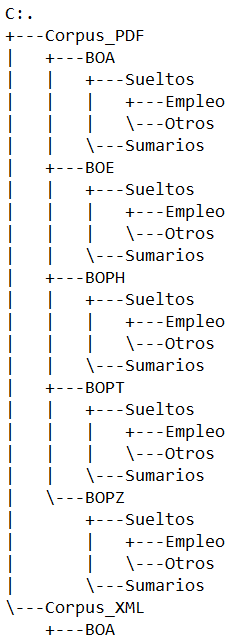 C:.
+---Corpus_PDF
|   +---BOA
|   |   +---Sueltos
|   |   |   +---Empleo
|   |   |   \---Otros
|   |   \---Sumarios
|   +---BOE
|   |   +---Sueltos
|   |   |   +---Empleo
|   |   |   \---Otros
|   |   \---Sumarios
|   +---BOPH
|   |   +---Sueltos
|   |   |   +---Empleo
|   |   |   \---Otros
|   |   \---Sumarios
|   +---BOPT
|   |   +---Sueltos
|   |   |   +---Empleo
|   |   |   \---Otros
|   |   \---Sumarios
|   \---BOPZ
|       +---Sueltos
|       |   +---Empleo
|       |   \---Otros
|       \---Sumarios
\---Corpus_XML
    +---BOA